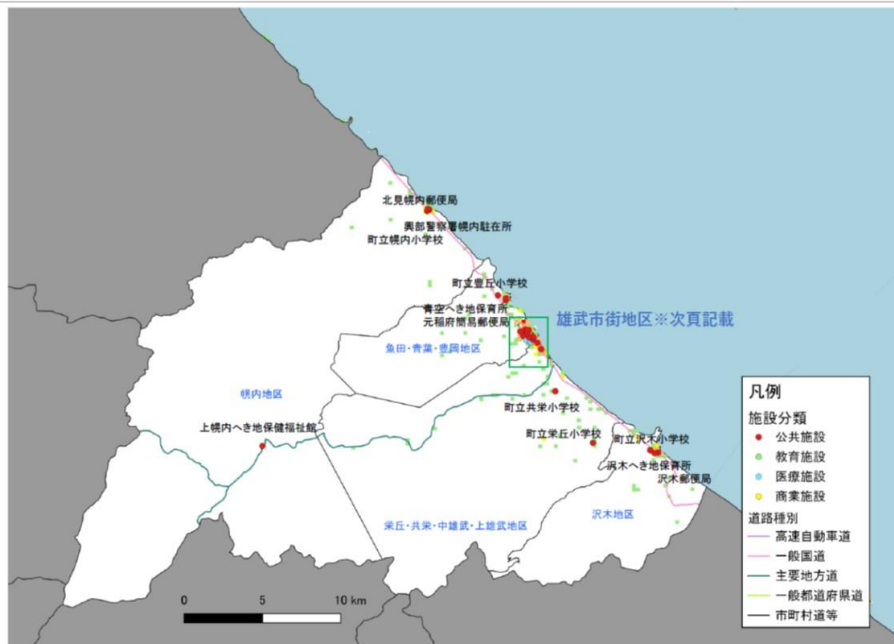 北見幌内郵便局
興部警察署幌内駐在所
町立幌内小学校
町立豊丘小学校
青空へき地保育所
元稲府簡易郵便局
雄武市街地区※次頁記載
魚田・青葉・豊岡地区
幌内地区
町立共栄小学校
上幌内へき地保健福祉館
町立栄丘小学校
町立沢木小学校
沢木へき地保育所
沢木郵便局
沢木地区
栄丘・共栄・中雄武・上雄武地区
0 5 10 km
凡例
施設分類
公共施設
教育施設
医療施設
商業施設
道路種別
高速自動車道
一般国道
主要地方道
一般都道府県道
市町村道等